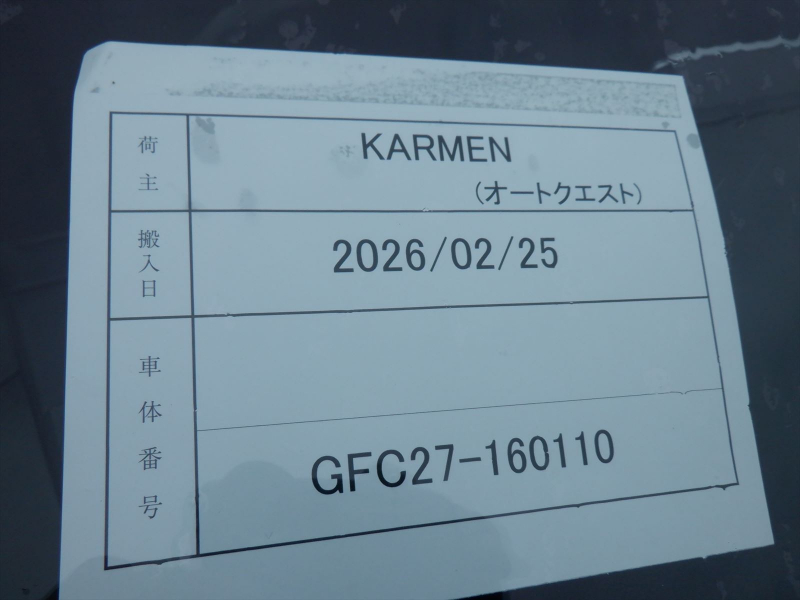 荷主
KARMEN
(オートクエスト)
搬入日
2026/02/25
車体番号
GFC27-160110